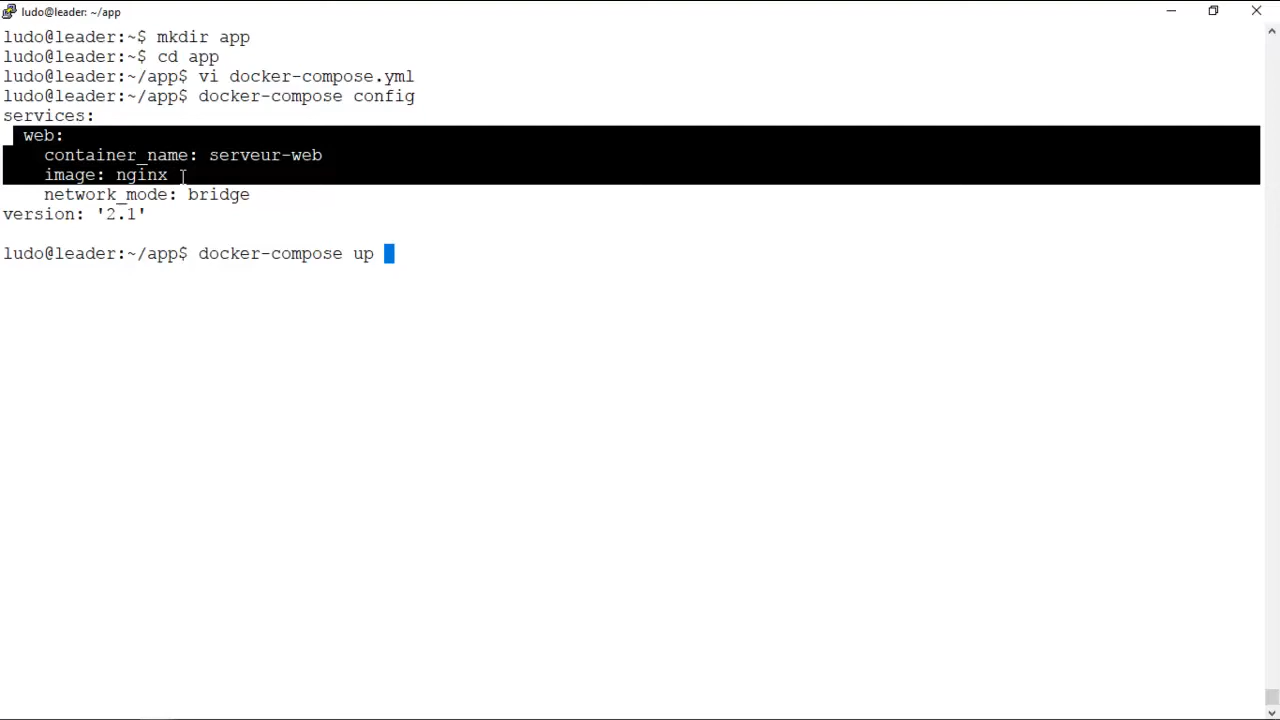 ludo@leader: ~/app
ludo@leader:~$ mkdir app
ludo@leader:~$ cd app
ludo@leader:~/app$ vi docker-compose.yml
ludo@leader:~/app$ docker-compose config
services:
  web:
    container_name: serveur-web
    image: nginx
    network_mode: bridge
version: '2.1'
ludo@leader:~/app$ docker-compose up